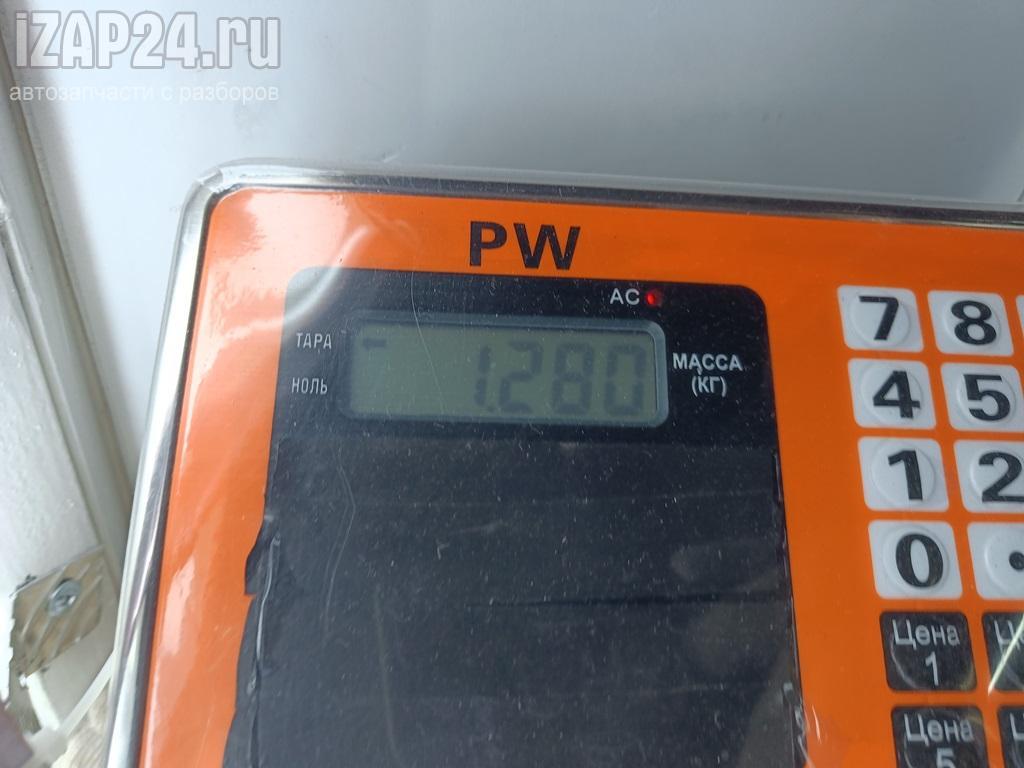 iZAP24.ru
автозапчасти с разборов
PW
AC
ТАРА
НОЛЬ
1.280
МАССА
(КГ)
7 8
4 5
1 2
0 .
Цена
1
Цена
5